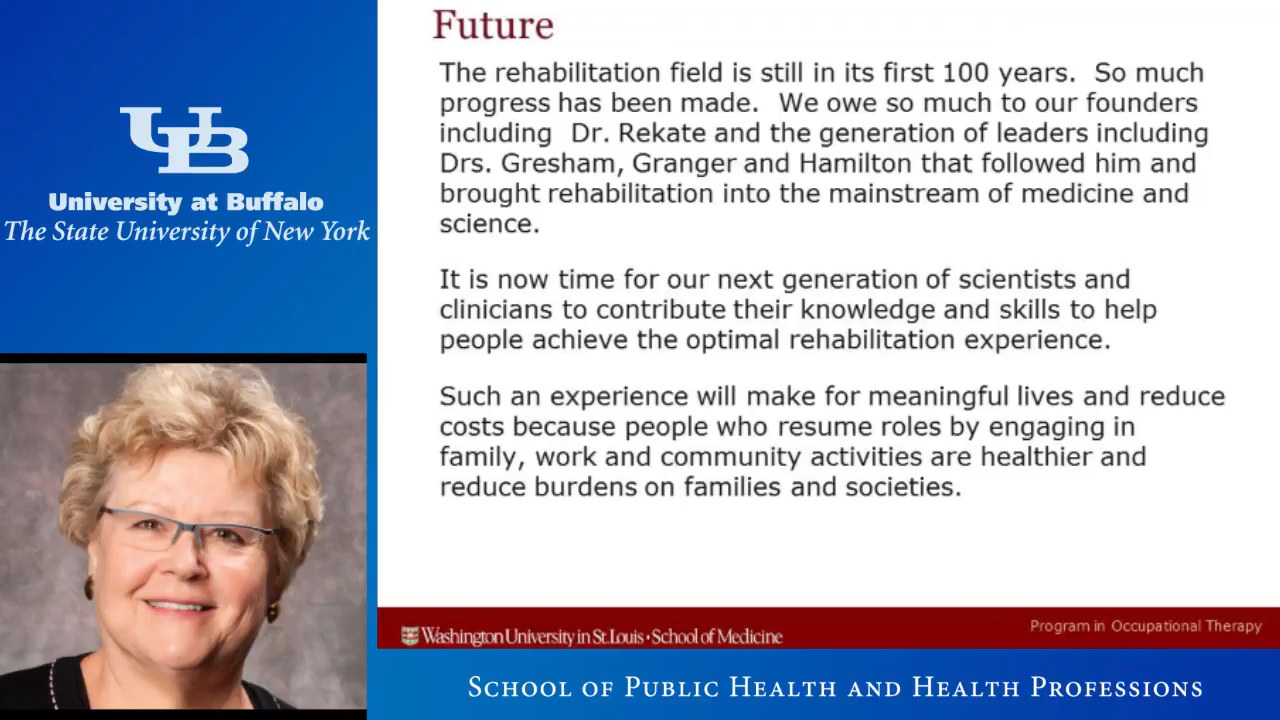 UB
University at Buffalo
The State University of New York
Future
The rehabilitation field is still in its first 100 years.  So much
progress has been made.  We owe so much to our founders
including  Dr. Rekate and the generation of leaders including
Drs. Gresham, Granger and Hamilton that followed him and
brought rehabilitation into the mainstream of medicine and
science.
It is now time for our next generation of scientists and
clinicians to contribute their knowledge and skills to help
people achieve the optimal rehabilitation experience.
Such an experience will make for meaningful lives and reduce
costs because people who resume roles by engaging in
family, work and community activities are healthier and
reduce burdens on families and societies.
Washington University in St. Louis • School of Medicine
Program in Occupational Therapy
School of Public Health and Health Professions